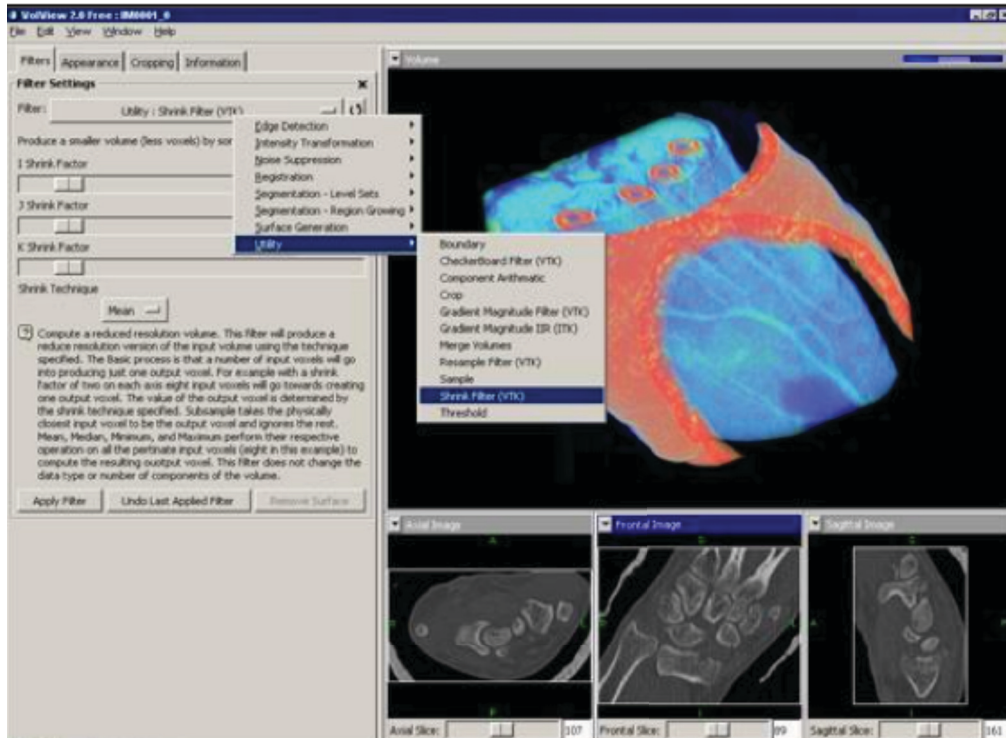 VolView 2.0 Free : IM0001_0
File Edit View Window Help
Filters Appearance Cropping Information
Filter Settings
Filter: Utility : Shrink Filter (VTK)
Produce a smaller volume (less voxels) by
I Shrink Factor
J Shrink Factor
K Shrink Factor
Shrink Technique
Mean
Compute a reduced resolution volume. This filter will produce a
reduce resolution version of the input volume using the technique
specified. The Basic process is that a number of input voxels will go
into producing just one output voxel. For example with a shrink
factor of two on each axis eight input voxels will go towards creating
one output voxel. The value of the output voxel is determined by
the shrink technique specified. Subsample takes the physically
closest input voxel to be the output voxel and ignores the rest.
Mean, Median, Minimum, and Maximum perform their respective
operation on all the pertinate input voxels (eight in this example) to
compute the resulting ouotput voxel. This filter does not change the
data type or number of components of the volume.
Apply Filter Undo Last Applied Filter Remove Surface
Edge Detection
Intensity Transformation
Noise Suppression
Registration
Segmentation - Level Sets
Segmentation - Region Growing
Surface Generation
Utility
Boundary
CheckerBoard Filter (VTK)
Component Arithmetic
Crop
Gradient Magnitude Filter (VTK)
Gradient Magnitude IIR (ITK)
Merge Volumes
Resample Filter (VTK)
Sample
Shrink Filter (VTK)
Threshold
Volume
Axial Image Frontal Image Sagittal Image
Axial Slice: 107 Frontal Slice: 89 Sagittal Slice: 161